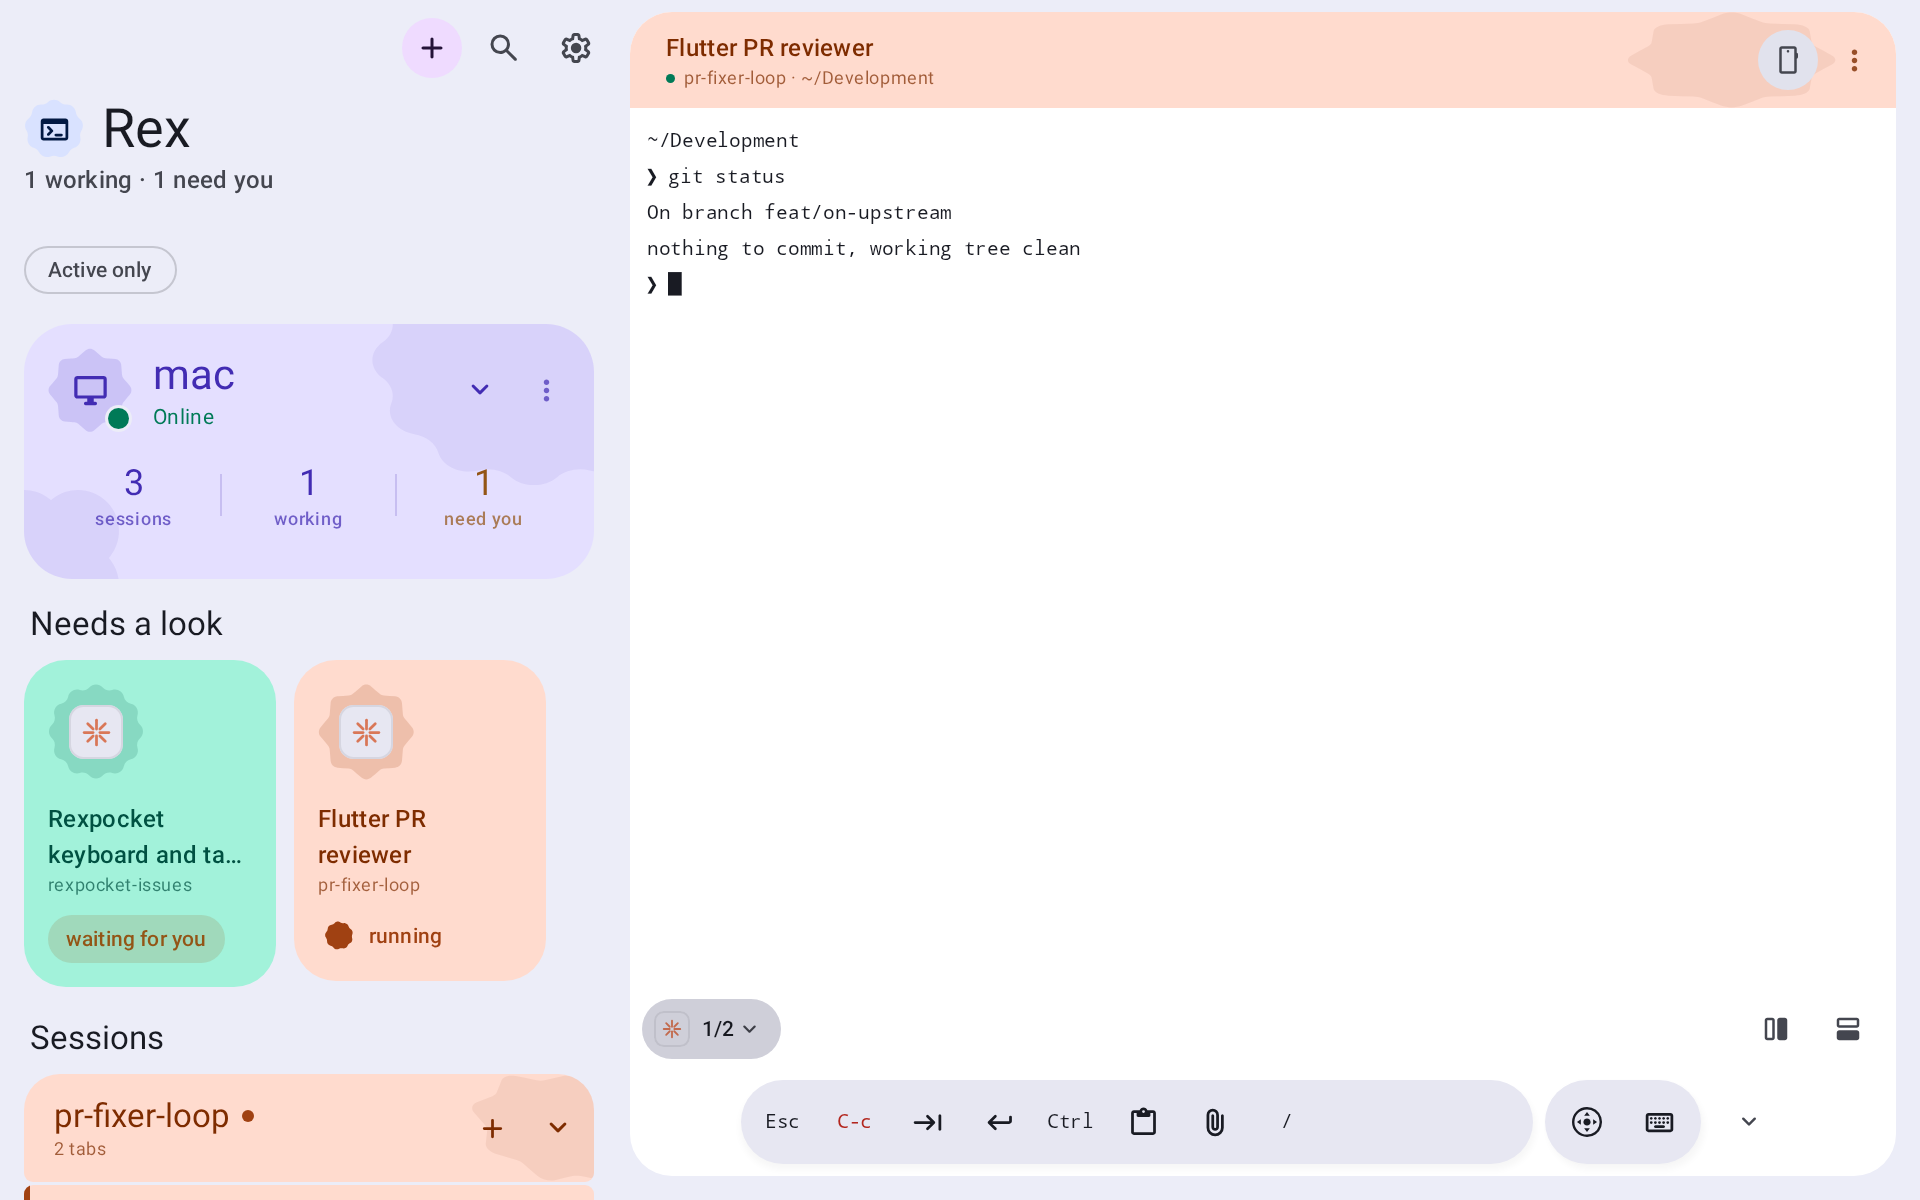 Rex
1 working · 1 need you
Active only
mac
Online
3
sessions
1
working
1
need you
Needs a look
Rexpocket
keyboard and ta…
rexpocket-issues
waiting for you
Flutter PR
reviewer
pr-fixer-loop
running
Sessions
pr-fixer-loop
2 tabs
Flutter PR reviewer
pr-fixer-loop · ~/Development
~/Development
❯ git status
On branch feat/on-upstream
nothing to commit, working tree clean
❯
1/2
Esc C-c Ctrl /